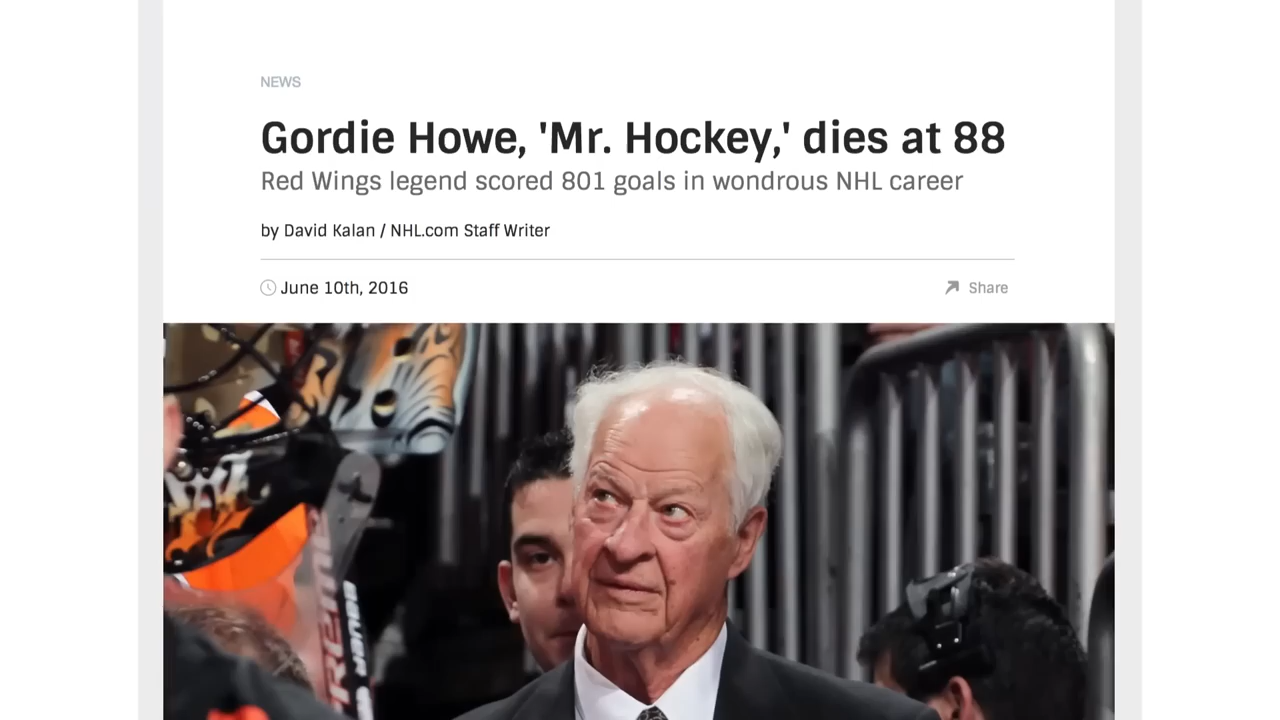 NEWS
Gordie Howe, 'Mr. Hockey,' dies at 88
Red Wings legend scored 801 goals in wondrous NHL career
by David Kalan / NHL.com Staff Writer
June 10th, 2016
Share
BAUER